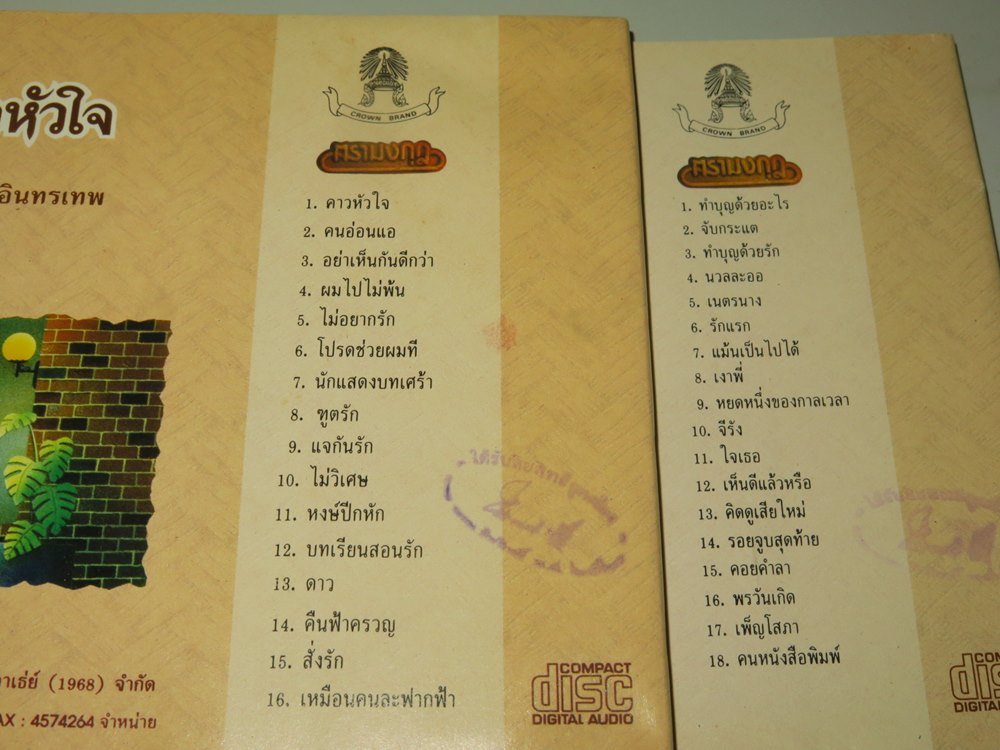 หัวใจ
อินทรเทพ
(1968) จำกัด
AX : 4574264 จำหน่าย
CROWN BRAND
ตรามงกุฎ
1. คาวหัวใจ
2. คนอ่อนแอ
3. อย่าเห็นกันดีกว่า
4. ผมไปไม่พ้น
5. ไม่อยากรัก
6. โปรดช่วยผมที
7. นักแสดงบทเศร้า
8. ฑูตรัก
9. แจกันรัก
10. ไม่วิเศษ
11. หงษ์ปีกหัก
12. บทเรียนสอนรัก
13. ดาว
14. คืนฟ้าครวญ
15. สั่งรัก
16. เหมือนคนละฟากฟ้า
COMPACT
disc
DIGITAL AUDIO
CROWN BRAND
ตรามงกุฎ
1. ทำบุญด้วยอะไร
2. จับกระแต
3. ทำบุญด้วยรัก
4. นวลละออ
5. เนตรนาง
6. รักแรก
7. แม้นเป็นไปได้
8. เงาพี่
9. หยดหนึ่งของกาลเวลา
10. จีรัง
11. ใจเธอ
12. เห็นดีแล้วหรือ
13. คิดดูเสียใหม่
14. รอยจูบสุดท้าย
15. คอยคำลา
16. พรวันเกิด
17. เพ็ญโสภา
18. คนหนังสือพิมพ์